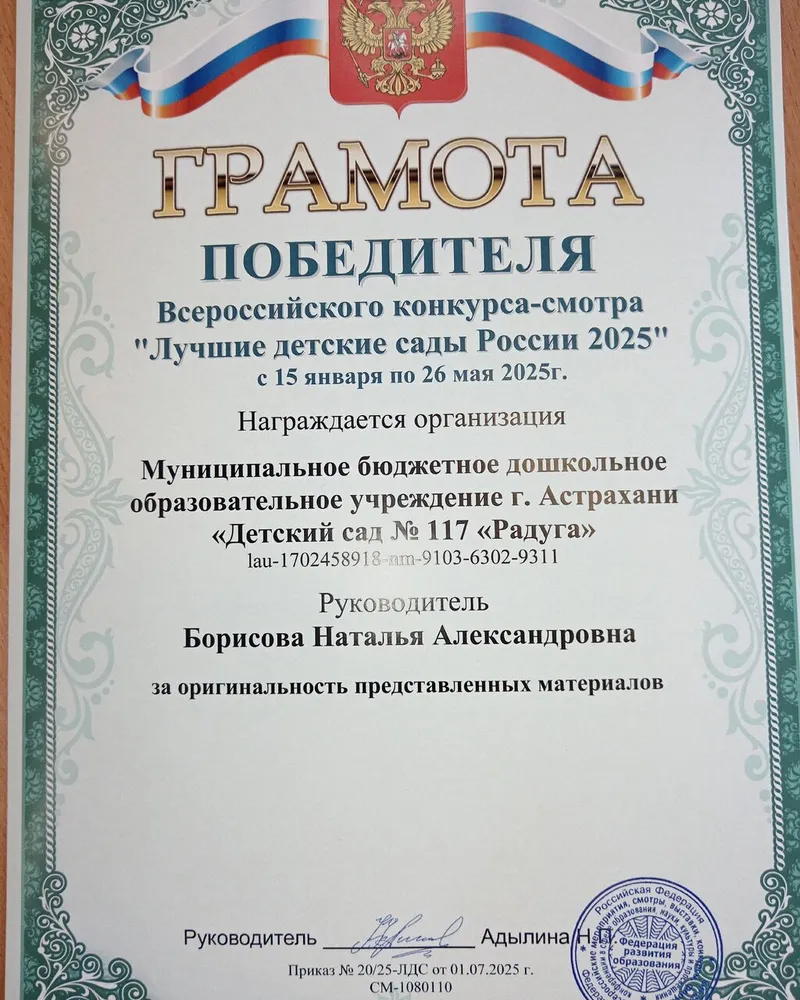 ГРАМОТА
ПОБЕДИТЕЛЯ
Всероссийского конкурса-смотра
"Лучшие детские сады России 2025"
с 15 января по 26 мая 2025г.
Награждается организация
Муниципальное бюджетное дошкольное
образовательное учреждение г. Астрахани
«Детский сад № 117 «Радуга»
lau-1702458918-nm-9103-6302-9311
Руководитель
Борисова Наталья Александровна
за оригинальность представленных материалов
Руководитель Адылина Н.П.
Приказ № 20/25-ЛДС от 01.07.2025 г.
СМ-1080110
Российская Федерация
Федерация
развития
образования